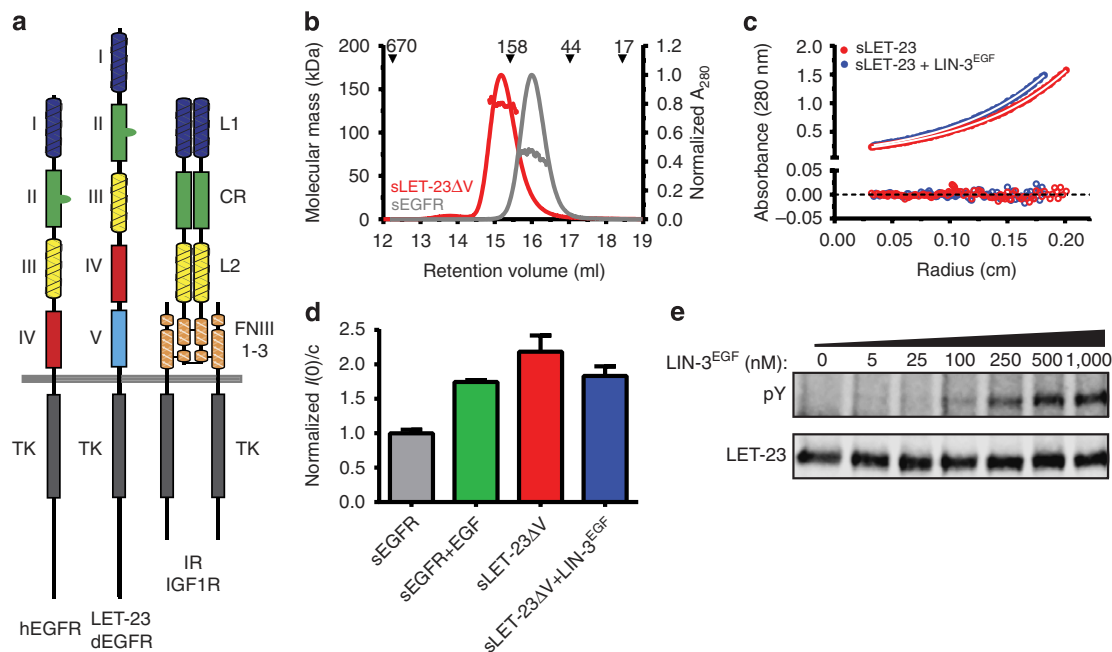 a
I
II
III
IV
TK
hEGFR
I
II
III
IV
V
LET-23
dEGFR
L1
CR
L2
FNIII
1-3
TK
IR
IGF1R
b
670
158
44
17
Molecular mass (kDa)
200
150
100
50
0
Normalized A280
1.2
1.0
0.8
0.6
0.4
0.2
0.0
sLET-23ΔV
sEGFR
12 13 14 15 16 17 18 19
Retention volume (ml)
c
sLET-23
sLET-23 + LIN-3EGF
Absorbance (280 nm)
2.0
1.5
1.0
0.5
0.05
0.00
–0.05
0.00 0.05 0.10 0.15 0.20
Radius (cm)
d
Normalized I(0)/c
2.5
2.0
1.5
1.0
0.5
0.0
sEGFR
sEGFR+EGF
sLET-23ΔV
sLET-23ΔV+LIN-3EGF
e
LIN-3EGF (nM): 0 5 25 100 250 500 1,000
pY
LET-23